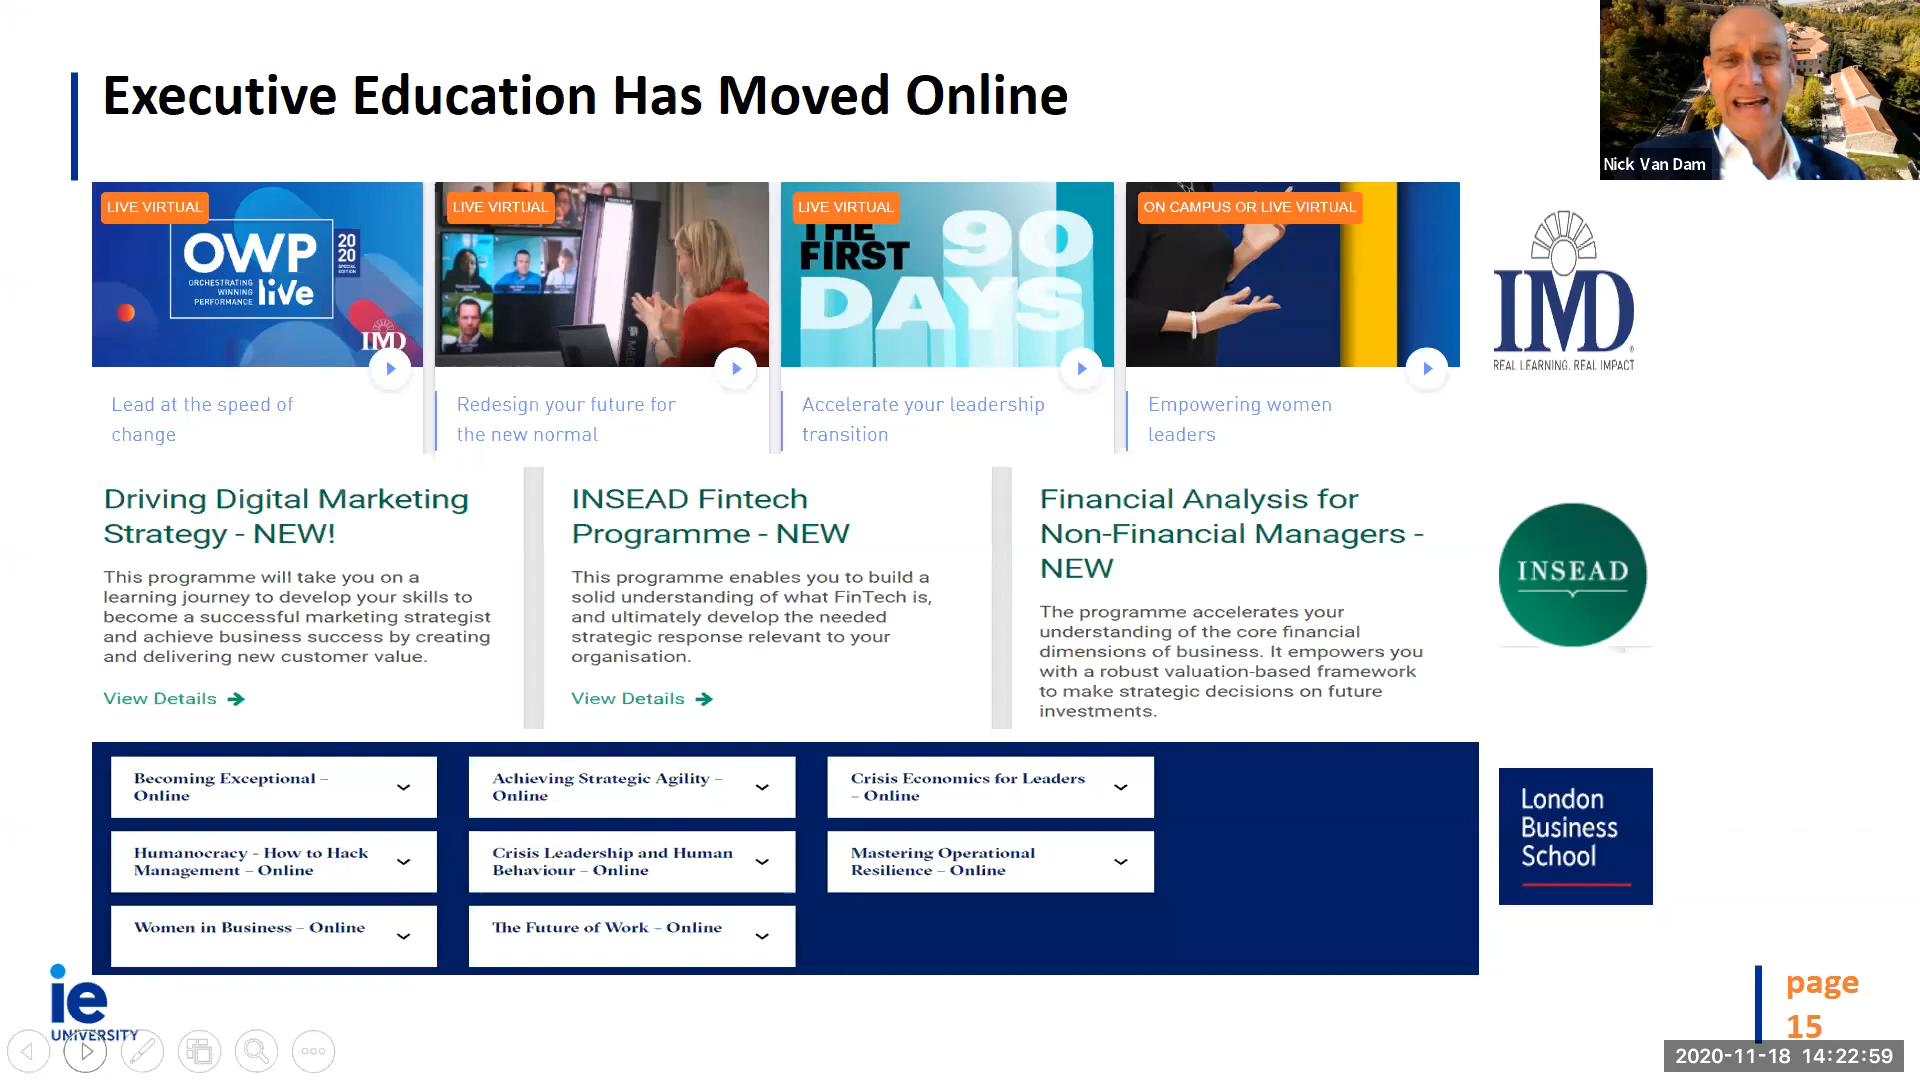 Executive Education Has Moved Online
Nick Van Dam
LIVE VIRTUAL
OWP
live
20
20
SPECIAL
EDITION
ORCHESTRATING
WINNING
PERFORMANCE
IMD
LIVE VIRTUAL
LIVE VIRTUAL
THE
FIRST
90
DAYS
ON CAMPUS OR LIVE VIRTUAL
IMD
REAL LEARNING. REAL IMPACT
Lead at the speed of
change
Redesign your future for
the new normal
Accelerate your leadership
transition
Empowering women
leaders
Driving Digital Marketing
Strategy - NEW!
This programme will take you on a
learning journey to develop your skills to
become a successful marketing strategist
and achieve business success by creating
and delivering new customer value.
View Details
INSEAD Fintech
Programme - NEW
This programme enables you to build a
solid understanding of what FinTech is,
and ultimately develop the needed
strategic response relevant to your
organisation.
View Details
Financial Analysis for
Non-Financial Managers -
NEW
The programme accelerates your
understanding of the core financial
dimensions of business. It empowers you
with a robust valuation-based framework
to make strategic decisions on future
investments.
INSEAD
Becoming Exceptional –
Online
Achieving Strategic Agility –
Online
Crisis Economics for Leaders
– Online
Humanocracy - How to Hack
Management – Online
Crisis Leadership and Human
Behaviour – Online
Mastering Operational
Resilience – Online
Women in Business – Online
The Future of Work – Online
London
Business
School
ie
UNIVERSITY
page
15
2020-11-18 14:22:59